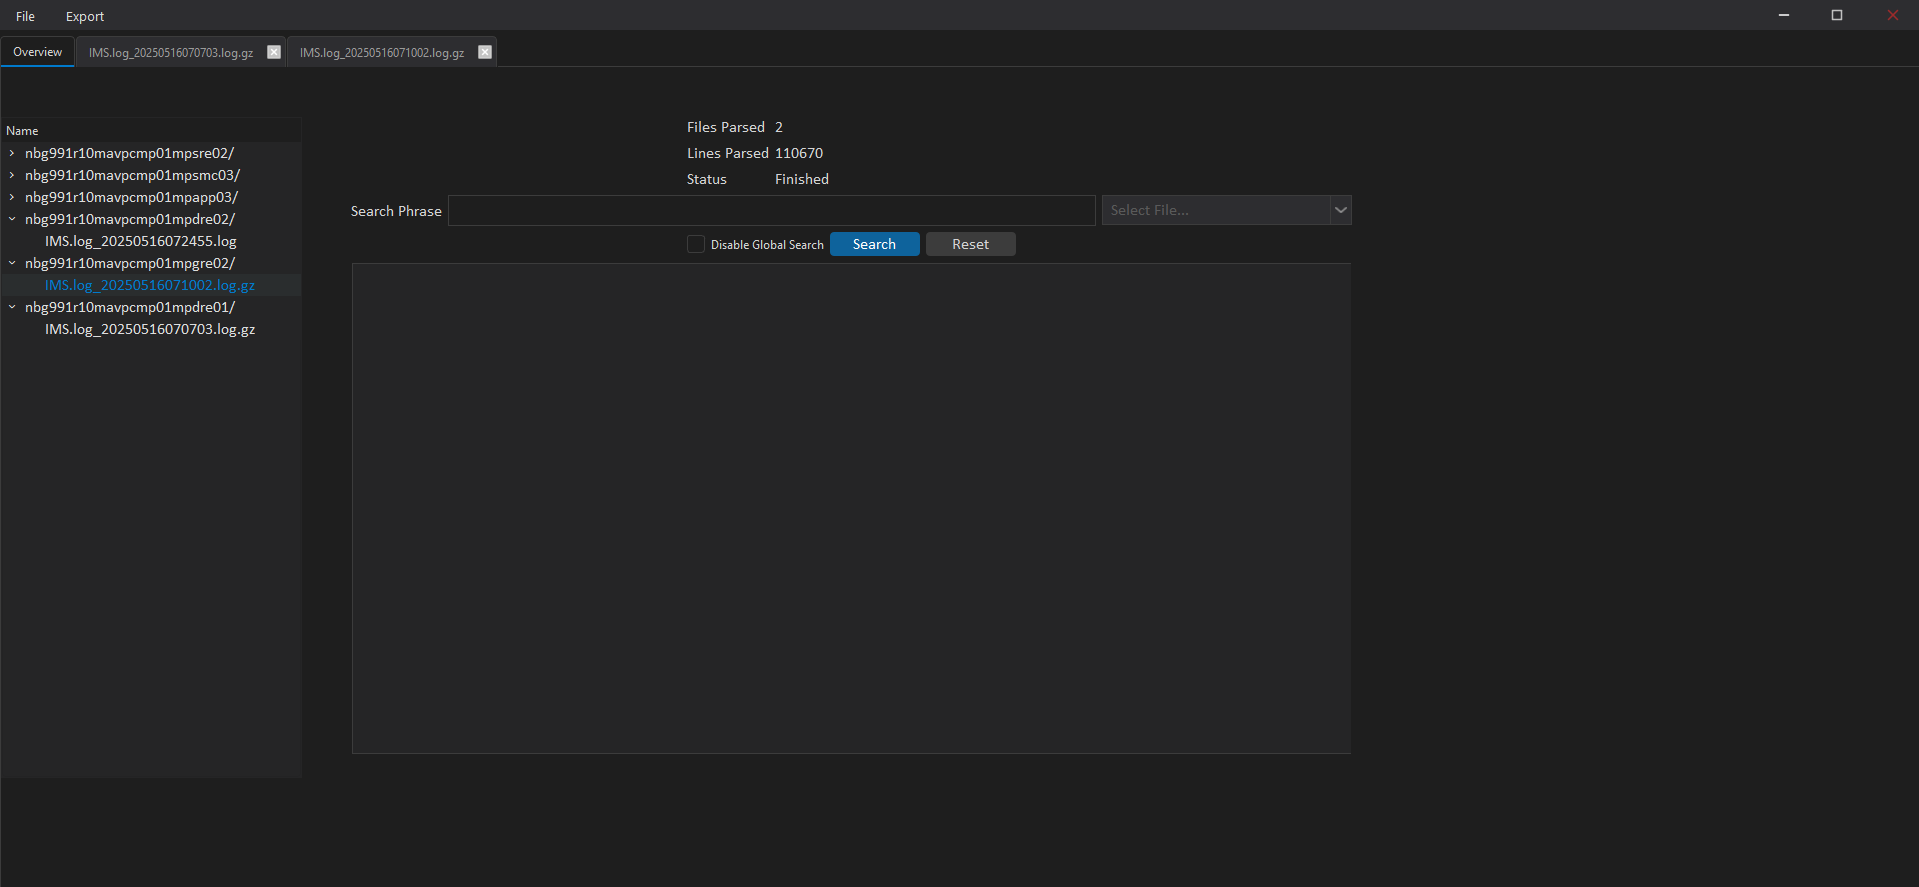 File Export
Overview IMS.log_20250516070703.log.gz IMS.log_20250516071002.log.gz
Name
nbg991r10mavpcmp01mpsre02/
nbg991r10mavpcmp01mpsmc03/
nbg991r10mavpcmp01mpapp03/
nbg991r10mavpcmp01mpdre02/
IMS.log_20250516072455.log
nbg991r10mavpcmp01mpgre02/
IMS.log_20250516071002.log.gz
nbg991r10mavpcmp01mpdre01/
IMS.log_20250516070703.log.gz
Files Parsed 2
Lines Parsed 110670
Status Finished
Search Phrase Select File...
Disable Global Search Search Reset